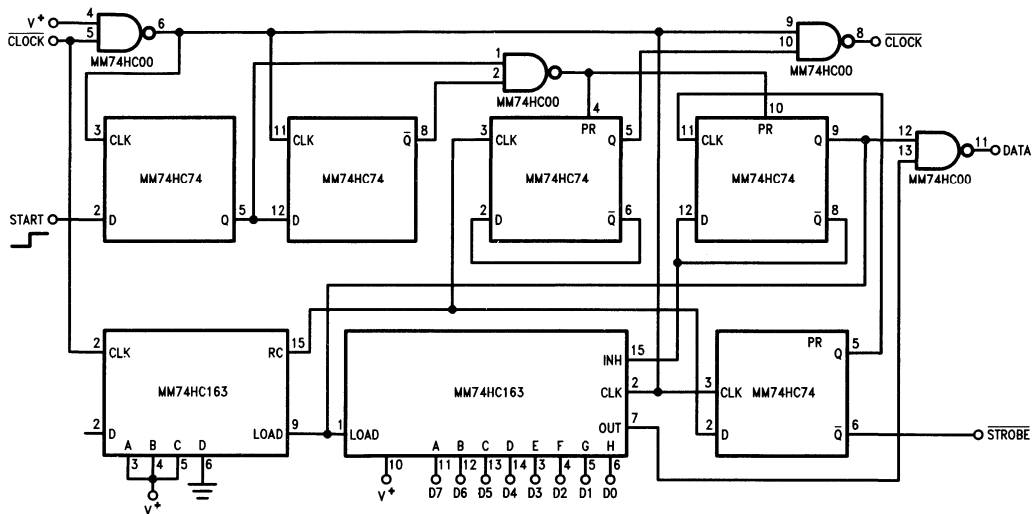 V+ 4
5
6
C̅L̅O̅C̅K̅
MM74HC00
9
10
8
C̅L̅O̅C̅K̅
MM74HC00
1
2
MM74HC00
4
10
3 CLK
11 CLK
Q̅ 8
3 CLK
PR
Q 5
11 CLK
PR
Q 9
12
13
11
DATA
MM74HC00
MM74HC74
MM74HC74
MM74HC74
MM74HC74
START
2 D
Q 5
12 D
2 D
Q̅ 6
12 D
Q̅ 8
2 CLK
RC 15
MM74HC163
2 D
LOAD 9
A B C D
3 4 5 6
V+
INH 15
CLK 2
OUT 7
MM74HC163
1 LOAD
A B C D E F G H
10 11 12 13 14 3 4 5 6
V+ D7 D6 D5 D4 D3 D2 D1 D0
PR
Q 5
3 CLK
MM74HC74
2 D
Q̅ 6
S̅T̅R̅O̅B̅E̅